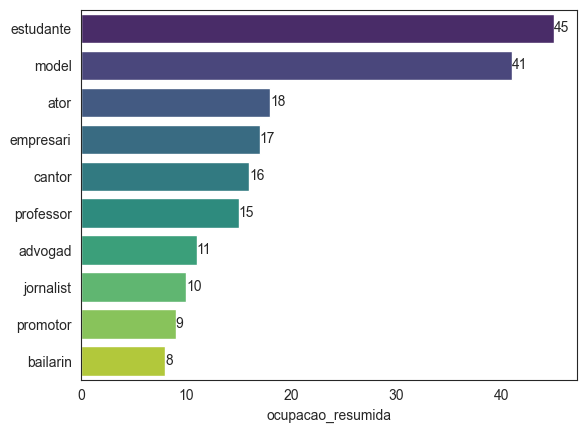 estudante 45
model 41
ator 18
empresari 17
cantor 16
professor 15
advogad 11
jornalist 10
promotor 9
bailarin 8
0 10 20 30 40
ocupacao_resumida